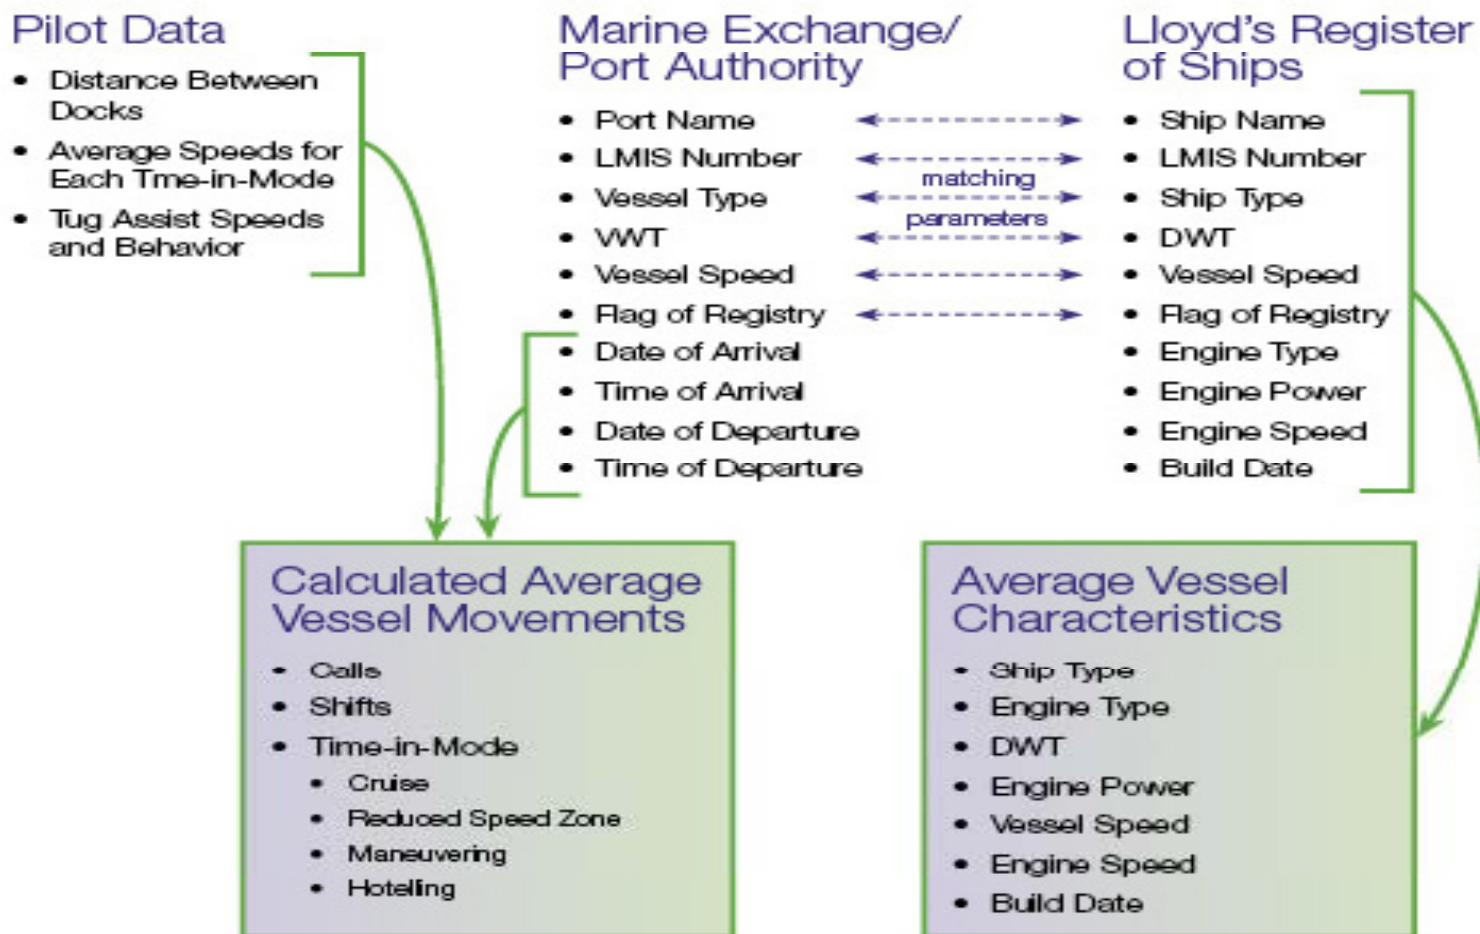 Pilot Data
• Distance Between
Docks
• Average Speeds for
Each Tme-in-Mode
• Tug Assist Speeds
and Behavior
Marine Exchange/
Port Authority
• Port Name
• LMIS Number
• Vessel Type
• VWT
• Vessel Speed
• Flag of Registry
• Date of Arrival
• Time of Arrival
• Date of Departure
• Time of Departure
matching
parameters
Lloyd's Register
of Ships
• Ship Name
• LMIS Number
• Ship Type
• DWT
• Vessel Speed
• Flag of Registry
• Engine Type
• Engine Power
• Engine Speed
• Build Date
Calculated Average
Vessel Movements
• Calls
• Shifts
• Time-in-Mode
• Cruise
• Reduced Speed Zone
• Maneuvering
• Hotelling
Average Vessel
Characteristics
• Ship Type
• Engine Type
• DWT
• Engine Power
• Vessel Speed
• Engine Speed
• Build Date